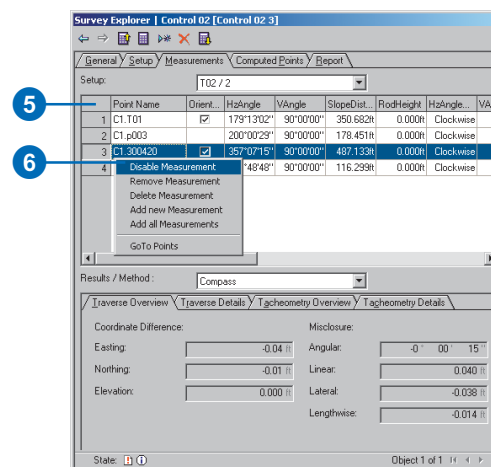 Survey Explorer | Control 02 [Control 02 3]
General Setup Measurements Computed Points Report
Setup: T02 / 2
5
Point Name Orient... HzAngle VAngle SlopeDist... RodHeight HzAngle... VA
1 C1.T01 179°13'02" 90°00'00" 350.682ft 0.000ft Clockwise
2 C1.p003 200°00'29" 90°00'00" 178.451ft 0.000ft Clockwise
3 C1.300420 357°07'15" 90°00'00" 487.133ft 0.000ft Clockwise
6
4 °48'48" 90°00'00" 116.299ft 0.000ft Clockwise
Disable Measurement
Remove Measurement
Delete Measurement
Add new Measurement
Add all Measurements
GoTo Points
Results / Method : Compass
Traverse Overview Traverse Details Tacheometry Overview Tacheometry Details
Coordinate Difference: Misclosure:
Easting: -0.04 ft Angular: -0 ° 00 ' 15 "
Northing: -0.01 ft Linear: 0.040 ft
Elevation: 0.000 ft Lateral: -0.038 ft
Lengthwise: -0.014 ft
State: Object 1 of 1